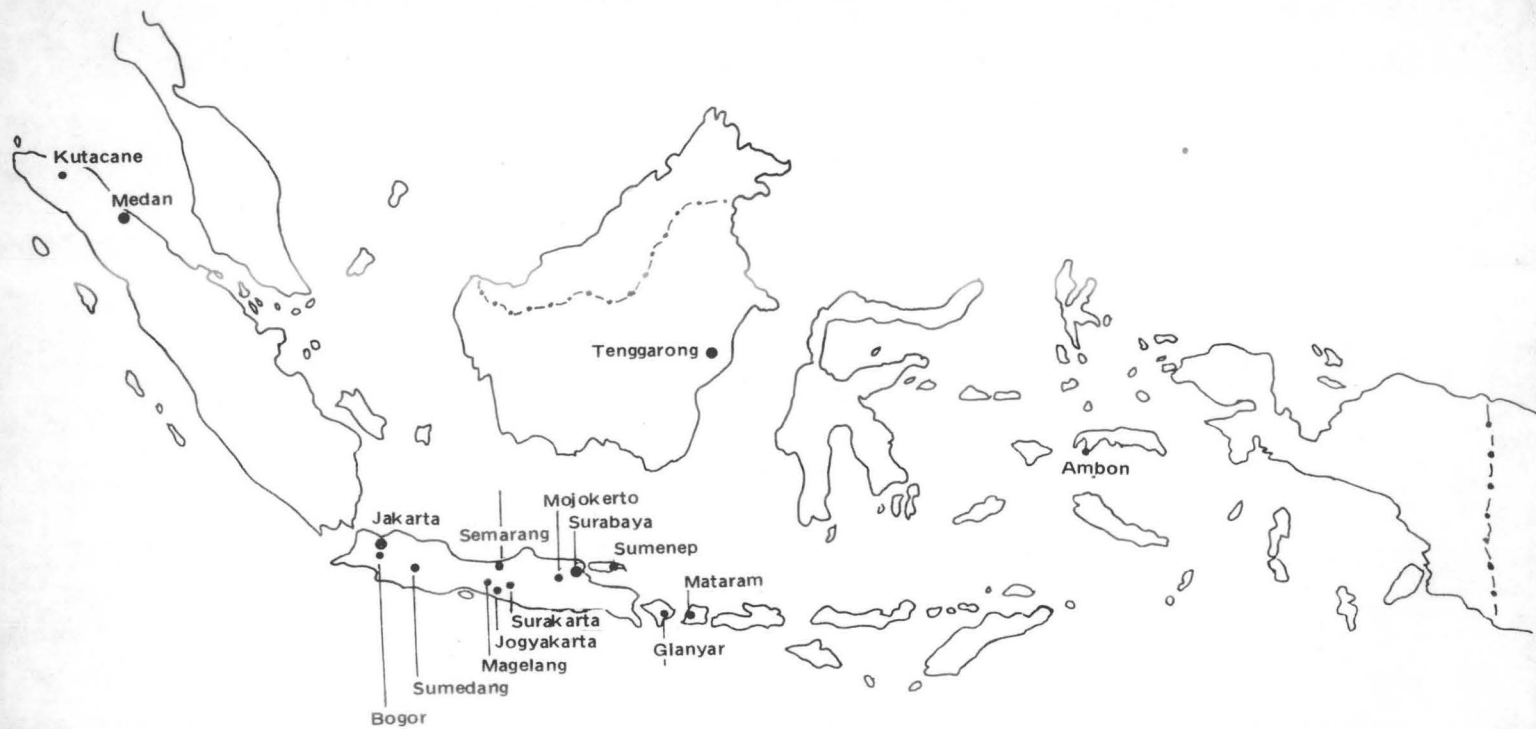 Kutacane
Medan
Tenggarong
Ambon
Mojokerto
Jakarta
Surabaya
Semarang
Sumenep
Mataram
Surakarta
Jogyakarta
Glanyar
Magelang
Sumedang
Bogor